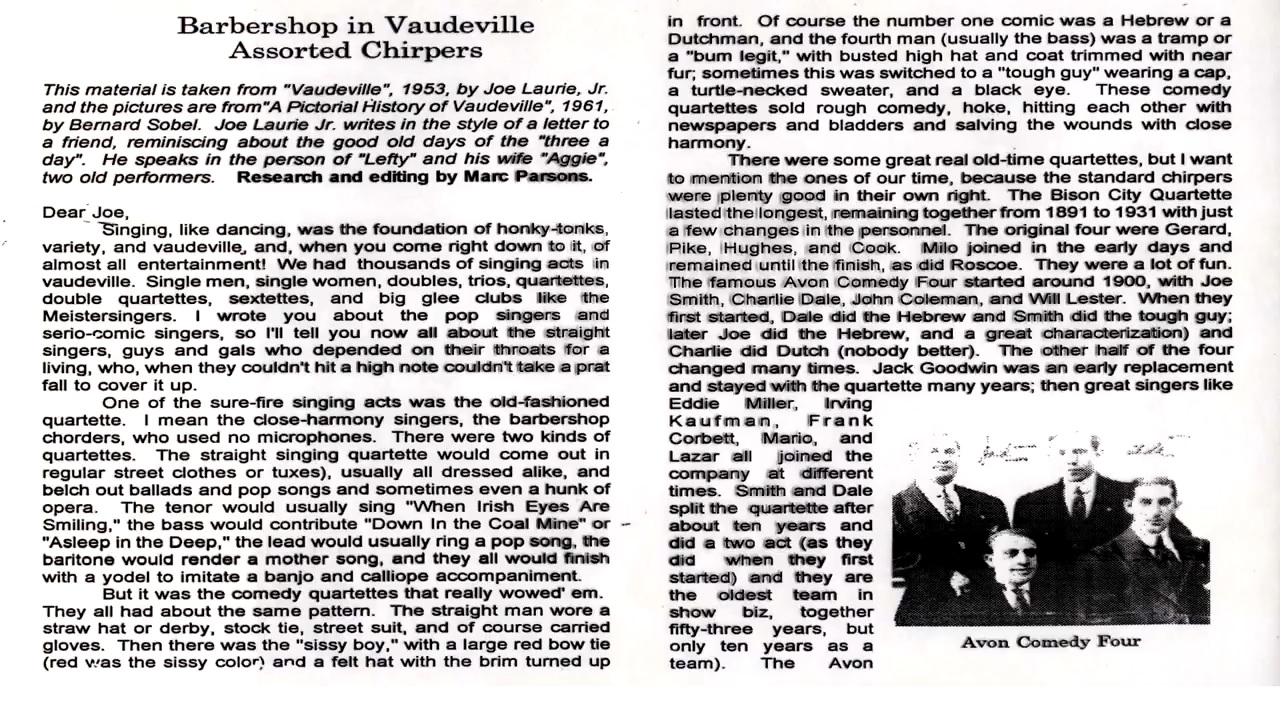 Barbershop in Vaudeville
Assorted Chirpers
This material is taken from "Vaudeville", 1953, by Joe Laurie, Jr.
and the pictures are from"A Pictorial History of Vaudeville", 1961,
by Bernard Sobel. Joe Laurie Jr. writes in the style of a letter to
a friend, reminiscing about the good old days of the "three a
day". He speaks in the person of "Lefty" and his wife "Aggie",
two old performers. Research and editing by Marc Parsons.
Dear Joe,
Singing, like dancing, was the foundation of honky-tonks,
variety, and vaudeville, and, when you come right down to it, of
almost all entertainment! We had thousands of singing acts in
vaudeville. Single men, single women, doubles, trios, quartettes,
double quartettes, sextettes, and big glee clubs like the
Meistersingers. I wrote you about the pop singers and
serio-comic singers, so I'll tell you now all about the straight
singers, guys and gals who depended on their throats for a
living, who, when they couldn't hit a high note couldn't take a prat
fall to cover it up.
One of the sure-fire singing acts was the old-fashioned
quartette. I mean the close-harmony singers, the barbershop
chorders, who used no microphones. There were two kinds of
quartettes. The straight singing quartette would come out in
regular street clothes or tuxes), usually all dressed alike, and
belch out ballads and pop songs and sometimes even a hunk of
opera. The tenor would usually sing "When Irish Eyes Are
Smiling," the bass would contribute "Down In the Coal Mine" or
"Asleep in the Deep," the lead would usually ring a pop song, the
baritone would render a mother song, and they all would finish
with a yodel to imitate a banjo and calliope accompaniment.
But it was the comedy quartettes that really wowed' em.
They all had about the same pattern. The straight man wore a
straw hat or derby, stock tie, street suit, and of course carried
gloves. Then there was the "sissy boy," with a large red bow tie
(red was the sissy color) and a felt hat with the brim turned up
in front. Of course the number one comic was a Hebrew or a
Dutchman, and the fourth man (usually the bass) was a tramp or
a "bum legit," with busted high hat and coat trimmed with near
fur; sometimes this was switched to a "tough guy" wearing a cap,
a turtle-necked sweater, and a black eye. These comedy
quartettes sold rough comedy, hoke, hitting each other with
newspapers and bladders and salving the wounds with close
harmony.
There were some great real old-time quartettes, but I want
to mention the ones of our time, because the standard chirpers
were plenty good in their own right. The Bison City Quartette
lasted the longest, remaining together from 1891 to 1931 with just
a few changes in the personnel. The original four were Gerard,
Pike, Hughes, and Cook. Milo joined in the early days and
remained until the finish, as did Roscoe. They were a lot of fun.
The famous Avon Comedy Four started around 1900, with Joe
Smith, Charlie Dale, John Coleman, and Will Lester. When they
first started, Dale did the Hebrew and Smith did the tough guy;
later Joe did the Hebrew, and a great characterization) and
Charlie did Dutch (nobody better). The other half of the four
changed many times. Jack Goodwin was an early replacement
and stayed with the quartette many years; then great singers like
Eddie Miller, Irving
Kaufman, Frank
Corbett, Mario, and
Lazar all joined the
company at different
times. Smith and Dale
split the quartette after
about ten years and
did a two act (as they
did when they first
started) and they are
the oldest team in
show biz, together
fifty-three years, but
only ten years as a
team). The Avon
Avon Comedy Four